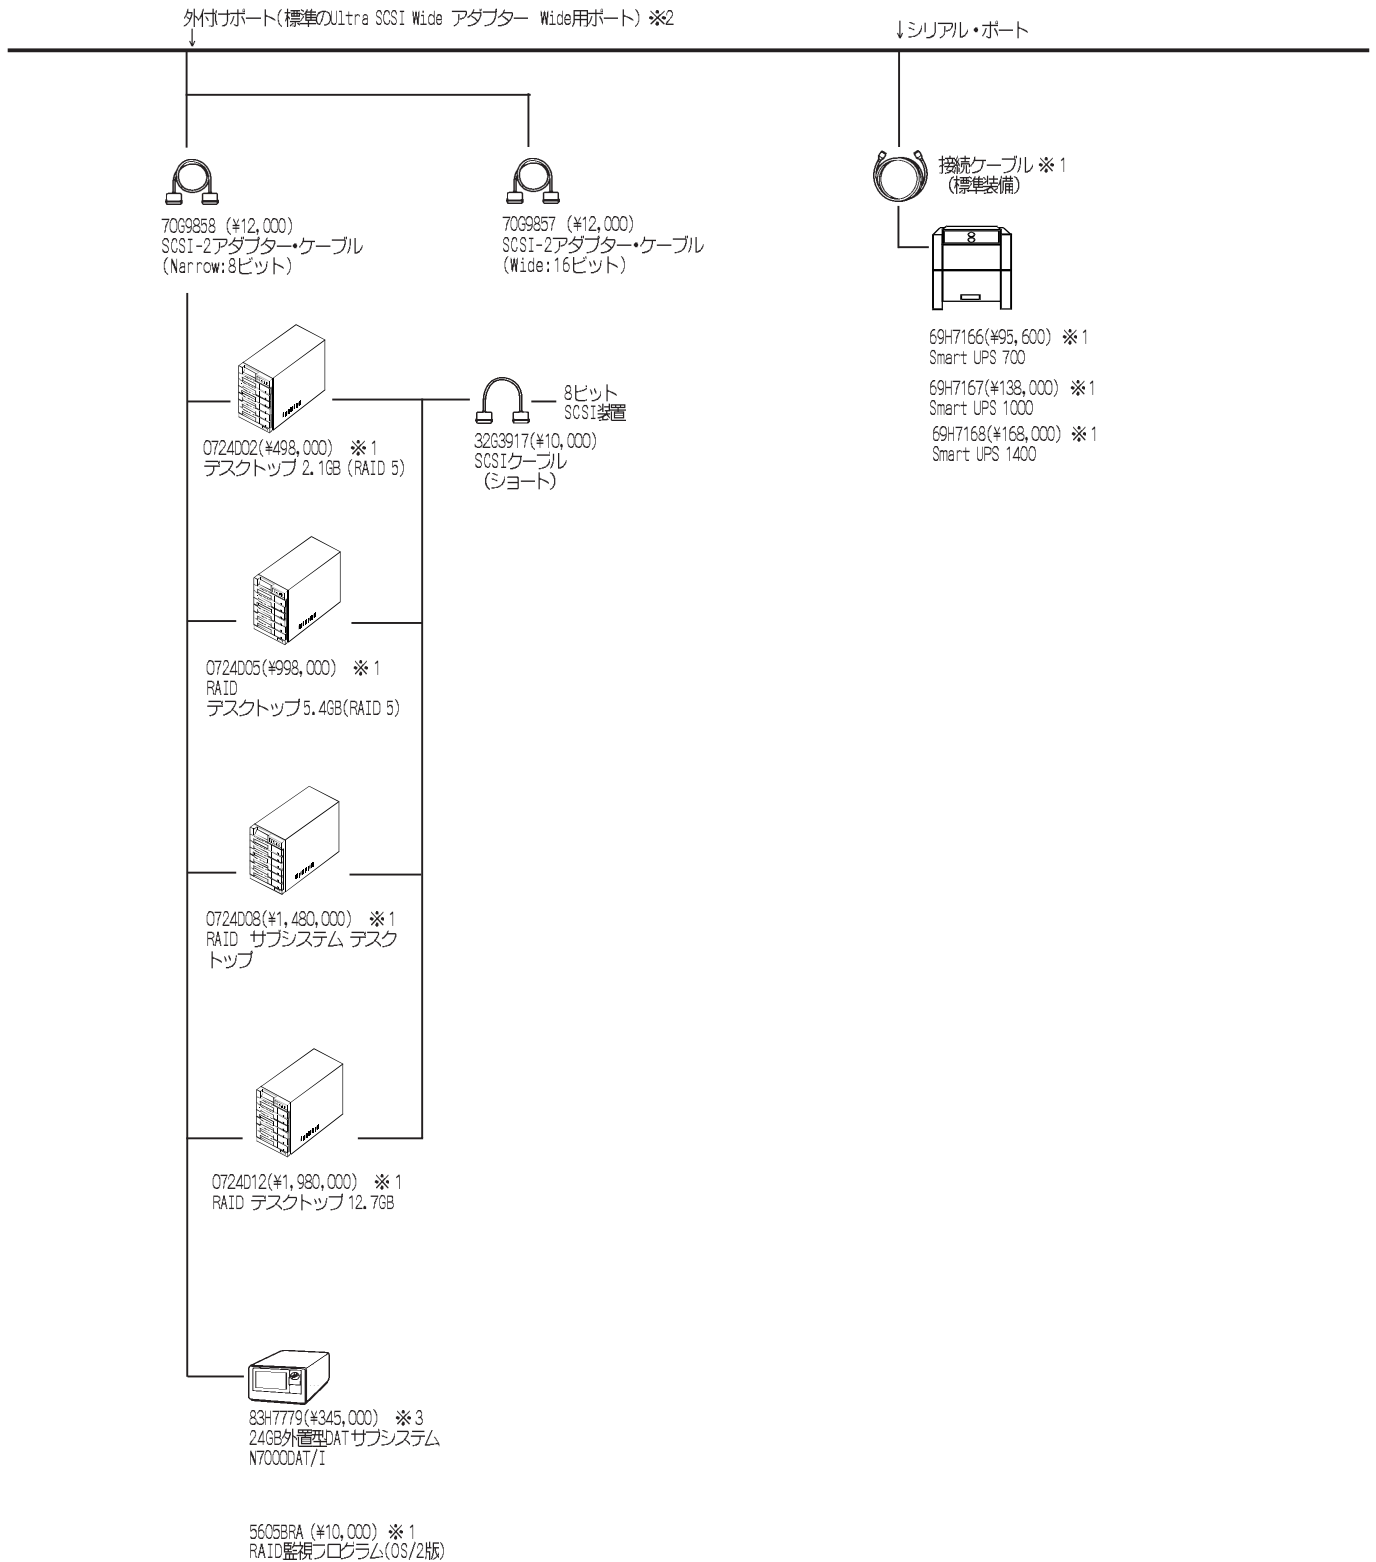 外付けポート(標準のUltra SCSI Wide アダプター Wide用ポート) ※2
↓シリアル・ポート
70G9858 (¥12,000)
SCSI-2アダプター・ケーブル
(Narrow:8ビット)
70G9857 (¥12,000)
SCSI-2アダプター・ケーブル
(Wide:16ビット)
接続ケーブル ※1
(標準装備)
69H7166(¥95,600) ※1
Smart UPS 700
69H7167(¥138,000) ※1
Smart UPS 1000
69H7168(¥168,000) ※1
Smart UPS 1400
0724D02(¥498,000) ※1
デスクトップ 2.1GB (RAID 5)
8ビット
SCSI装置
32G3917(¥10,000)
SCSIケーブル
(ショート)
0724D05(¥998,000) ※1
RAID
デスクトップ 5.4GB(RAID 5)
0724D08(¥1,480,000) ※1
RAID サブシステム デスク
トップ
0724D12(¥1,980,000) ※1
RAID デスクトップ 12.7GB
83H7779(¥345,000) ※3
24GB外置型DATサブシステム
N7000DAT/I
5605BRA (¥10,000) ※1
RAID監視プログラム(OS/2版)